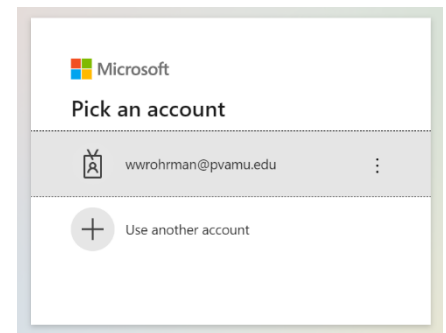 Microsoft
Pick an account
wwrohrman@pvamu.edu
Use another account